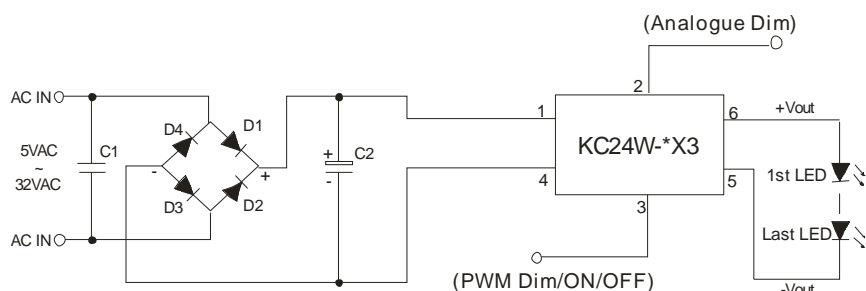 (Analogue Dim)
AC IN
C1
5VAC
~
32VAC
AC IN
D4
D1
D3
D2
-
+
+
-
C2
1
4
2
KC24W-*X3
3
6
5
+Vout
1st LED
Last LED
-Vout
(PWM Dim/ON/OFF)